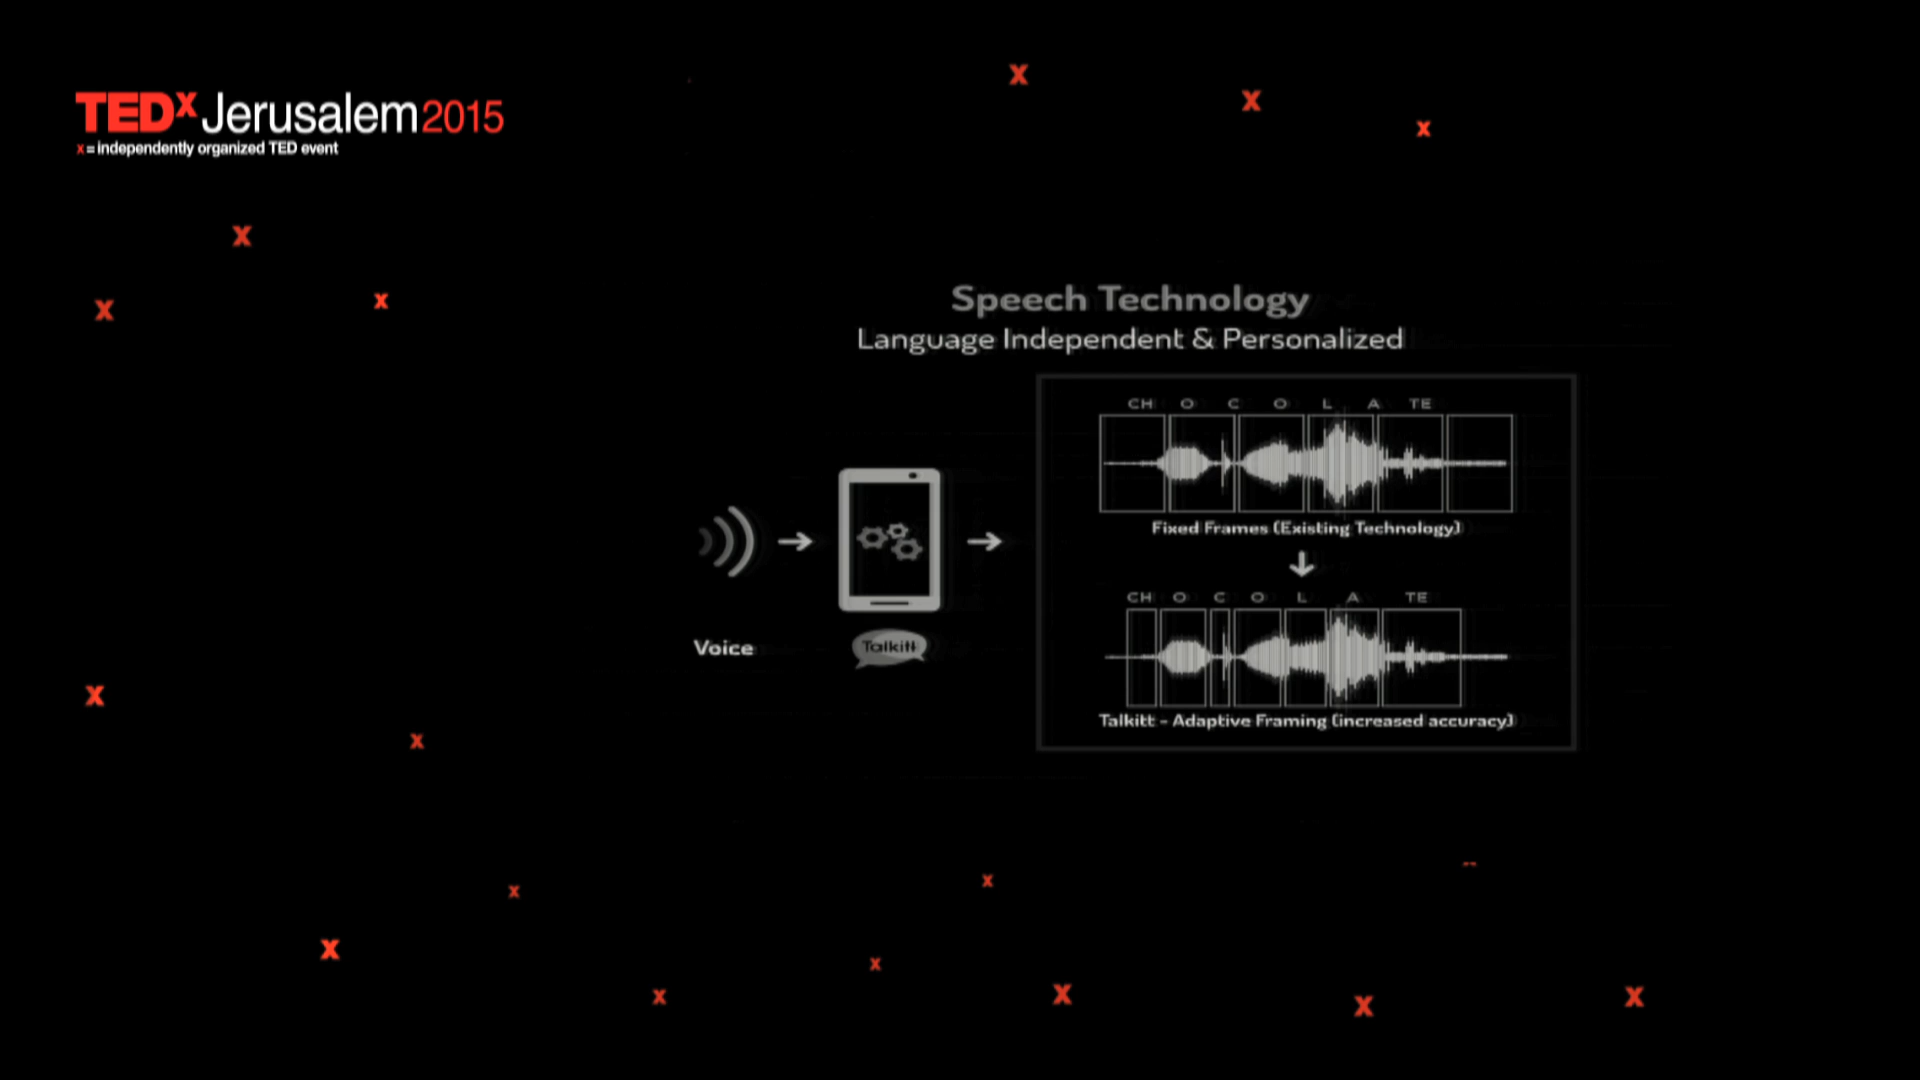 TEDxJerusalem2015
x=independently organized TED event
Speech Technology
Language Independent & Personalized
CH O C O L A TE
Fixed Frames (Existing Technology)
CH O C O L A TE
Talkitt - Adaptive Framing (increased accuracy)
Voice
Talkitt